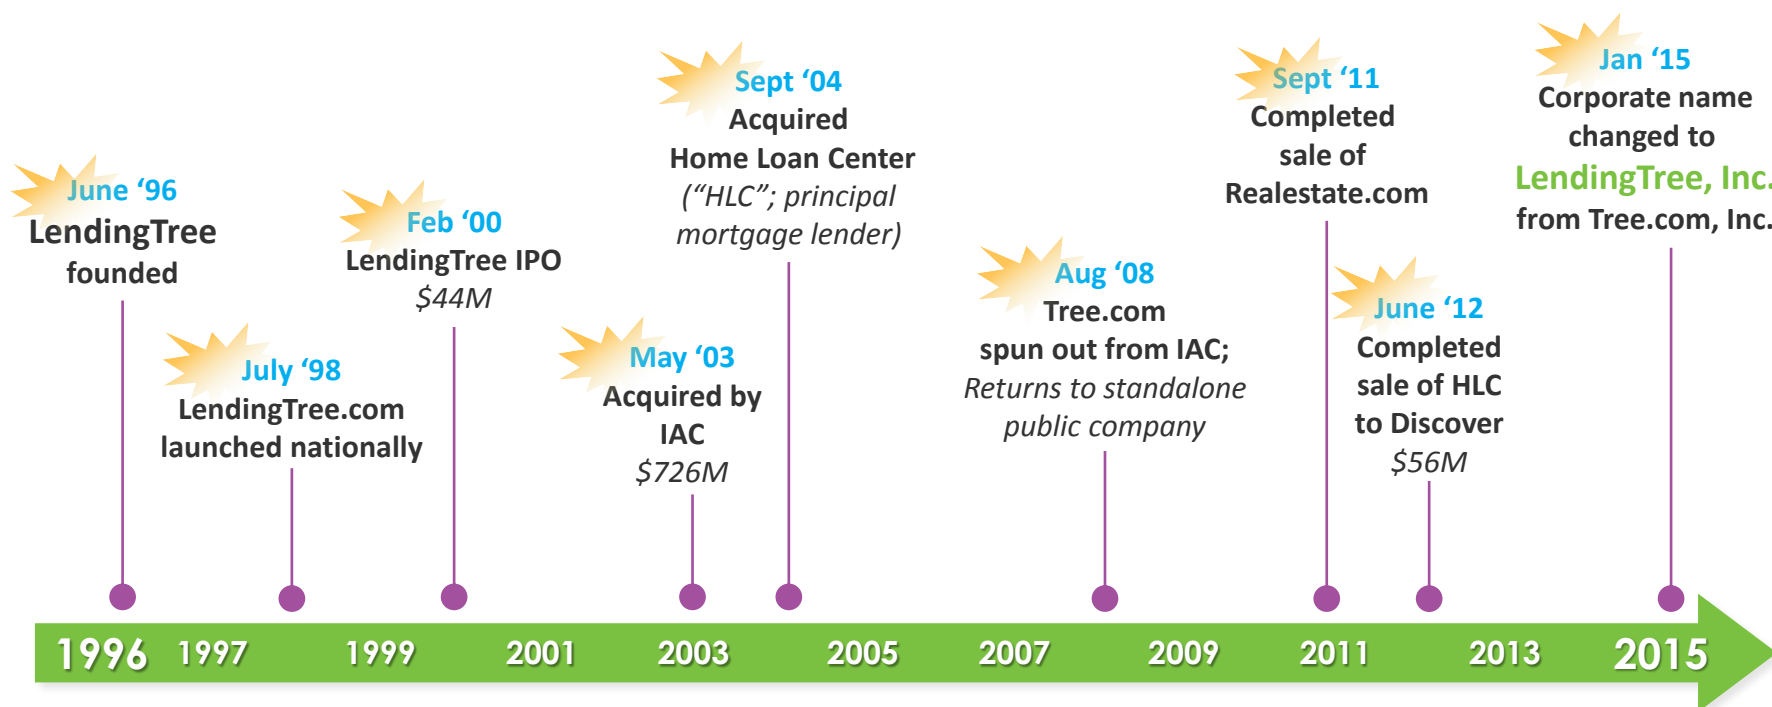 June ‘96
LendingTree
founded
July ‘98
LendingTree.com
launched nationally
Feb ‘00
LendingTree IPO
$44M
May ‘03
Acquired by
IAC
$726M
Sept ‘04
Acquired
Home Loan Center
(“HLC”; principal
mortgage lender)
Aug ‘08
Tree.com
spun out from IAC;
Returns to standalone
public company
Sept ‘11
Completed
sale of
Realestate.com
June ‘12
Completed
sale of HLC
to Discover
$56M
Jan ‘15
Corporate name
changed to
LendingTree, Inc.
from Tree.com, Inc.
1996 1997 1999 2001 2003 2005 2007 2009 2011 2013 2015